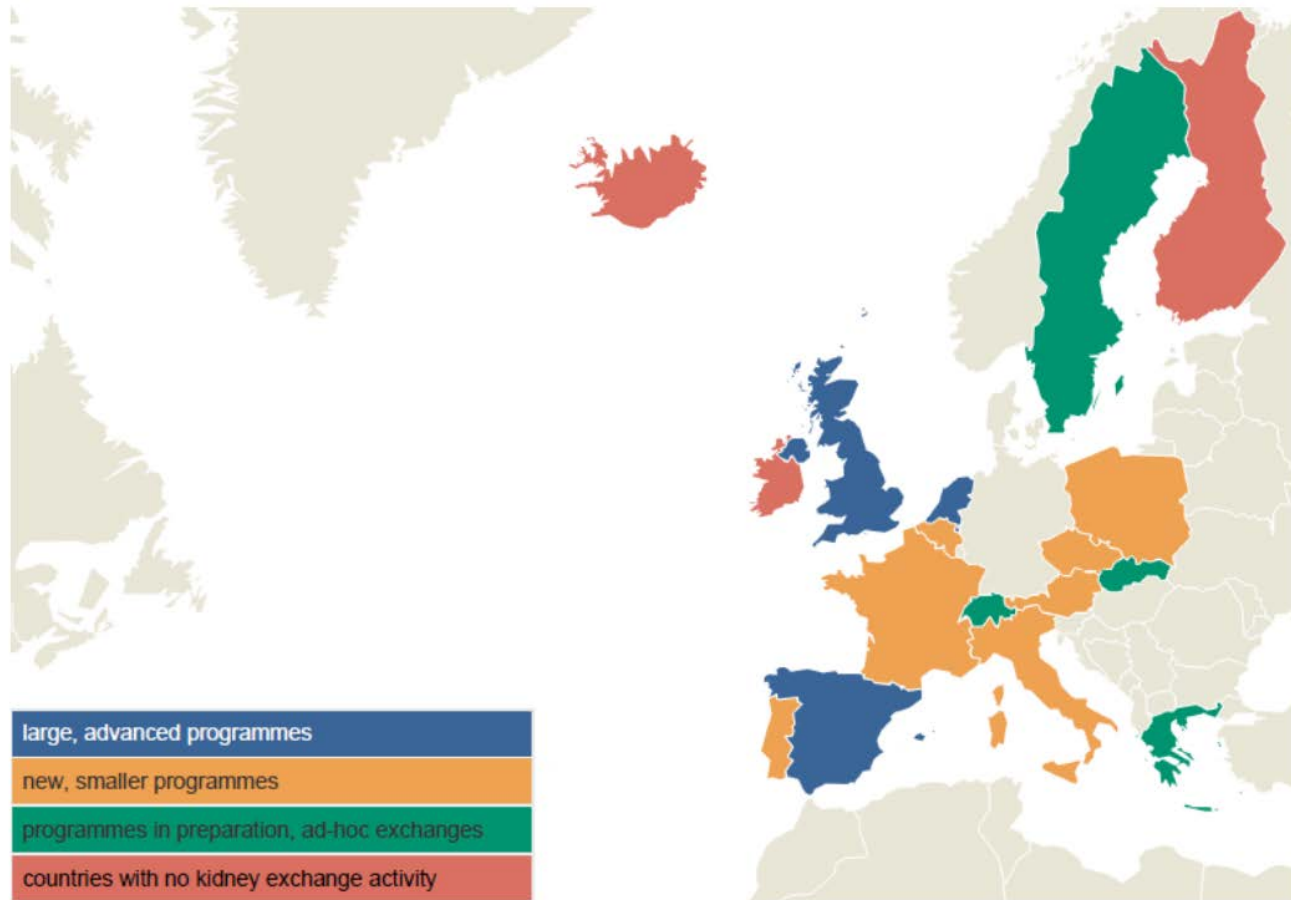 large, advanced programmes
new, smaller programmes
programmes in preparation, ad-hoc exchanges
countries with no kidney exchange activity